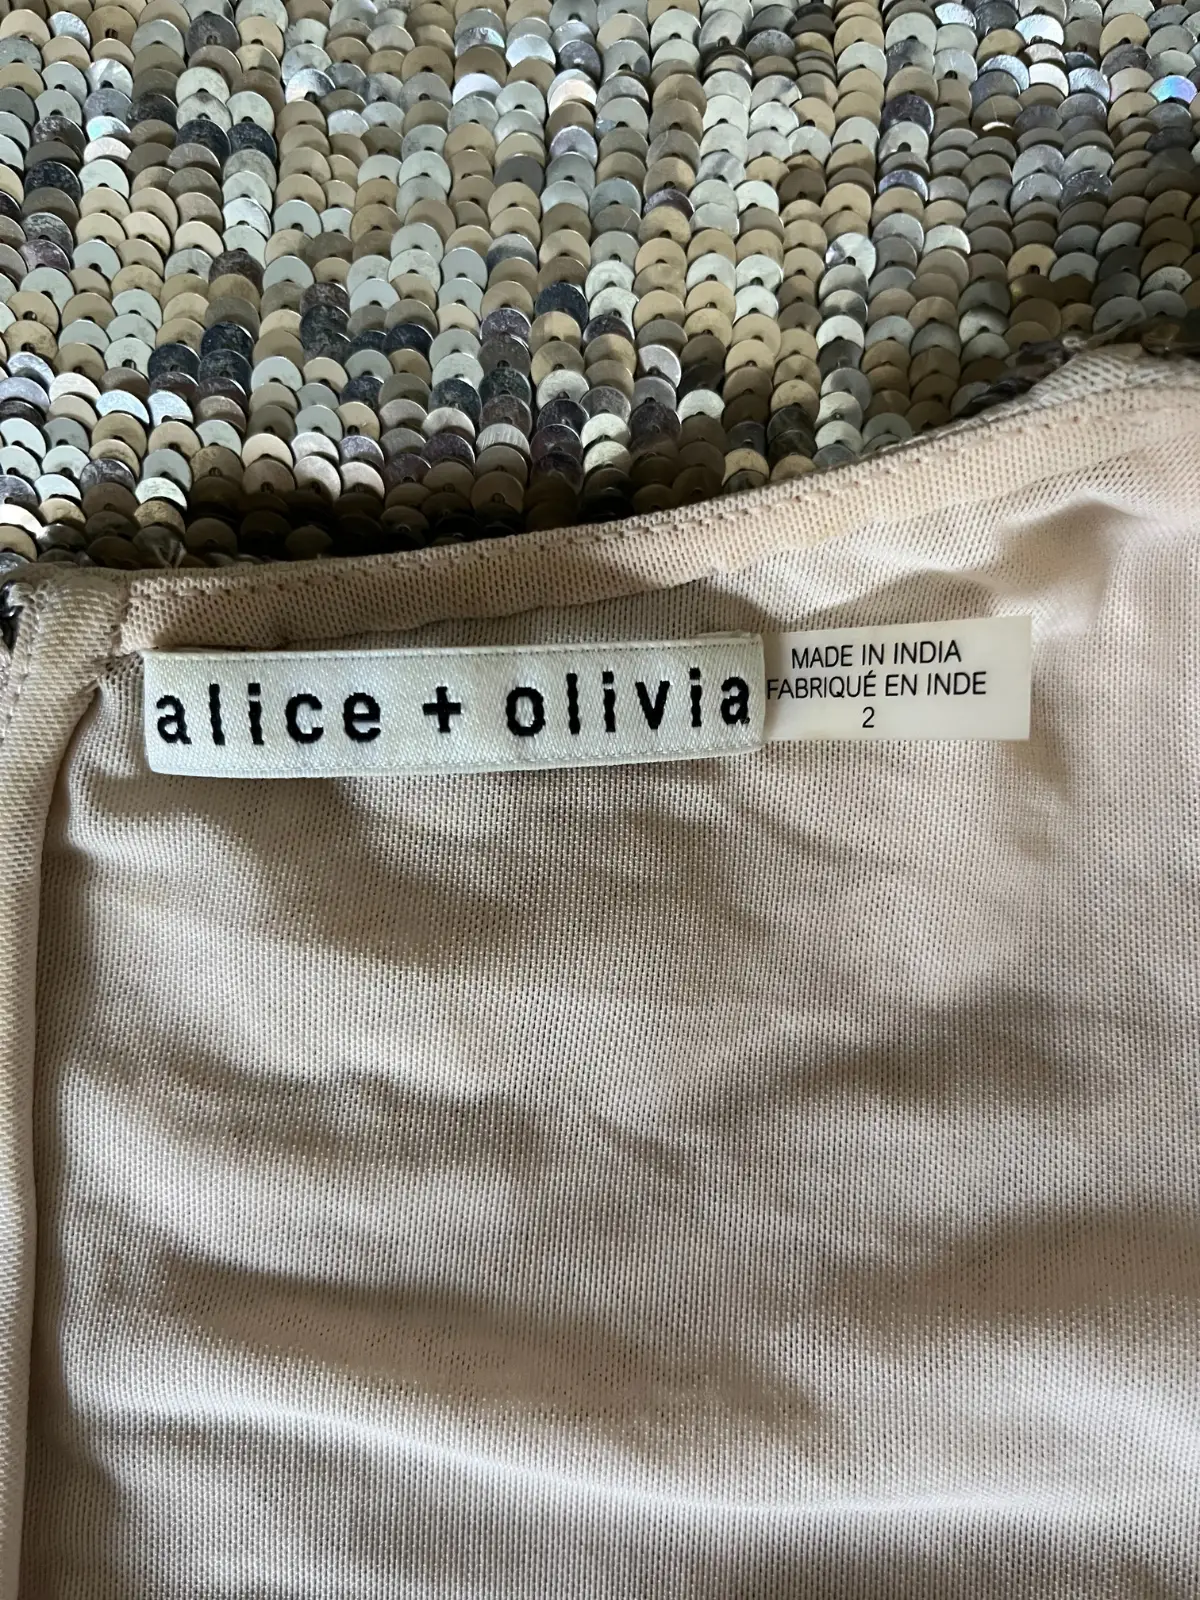 alice + olivia
MADE IN INDIA
FABRIQUÉ EN INDE
2